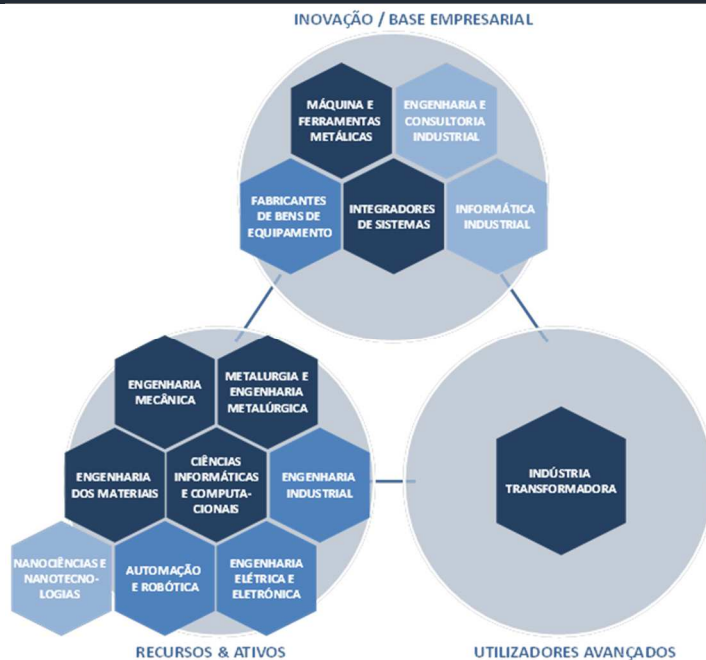 INOVAÇÃO / BASE EMPRESARIAL
MÁQUINA E
FERRAMENTAS
METÁLICAS
ENGENHARIA E
CONSULTORIA
INDUSTRIAL
FABRICANTES
DE BENS DE
EQUIPAMENTO
INTEGRADORES
DE SISTEMAS
INFORMÁTICA
INDUSTRIAL
ENGENHARIA
MECÂNICA
METALURGIA E
ENGENHARIA
METALÚRGICA
ENGENHARIA
DOS MATERIAIS
CIÊNCIAS
INFORMÁTICAS
E COMPUTA-
CIONAIS
ENGENHARIA
INDUSTRIAL
NANOCIÊNCIAS E
NANOTECNO-
LOGIAS
AUTOMAÇÃO
E ROBÓTICA
ENGENHARIA
ELÉTRICA E
ELETRÓNICA
INDÚSTRIA
TRANSFORMADORA
RECURSOS & ATIVOS
UTILIZADORES AVANÇADOS